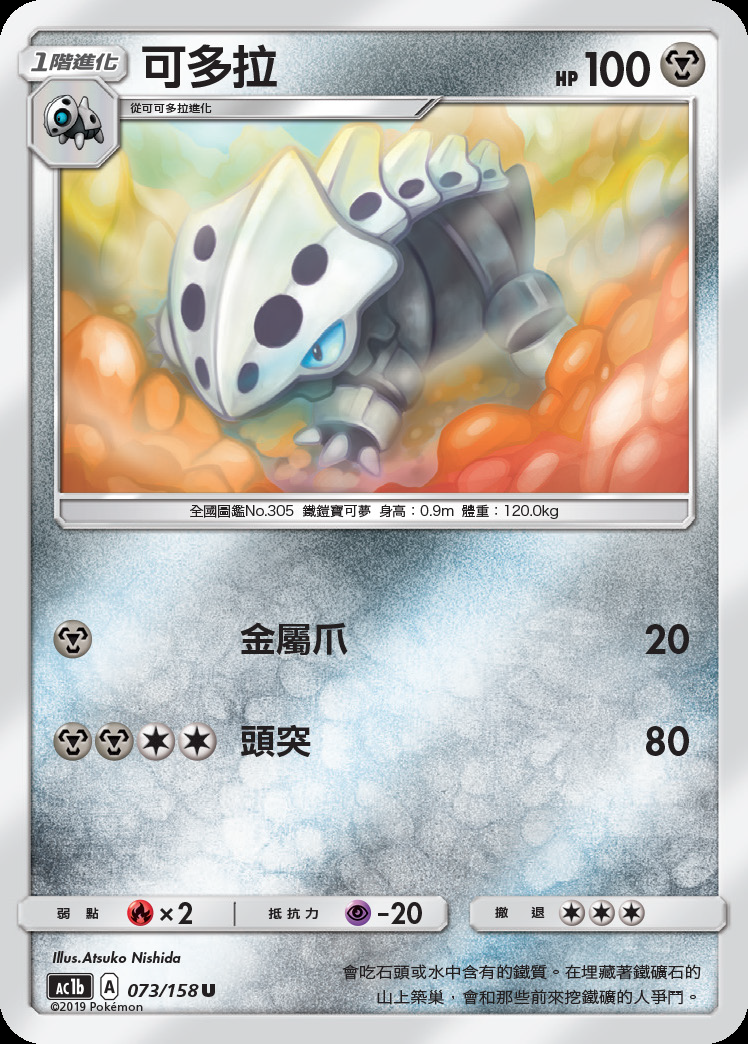 1階進化 可多拉 HP 100
從可可多拉進化
全國圖鑑No.305 鐵鎧寶可夢 身高：0.9m 體重：120.0kg
金屬爪 20
頭突 80
弱點 ×2 抵抗力 -20 撤退
Illus.Atsuko Nishida
會吃石頭或水中含有的鐵質。在埋藏著鐵礦石的
AC1b A 073/158 U
山上築巢，會和那些前來挖鐵礦的人爭鬥。
©2019 Pokémon